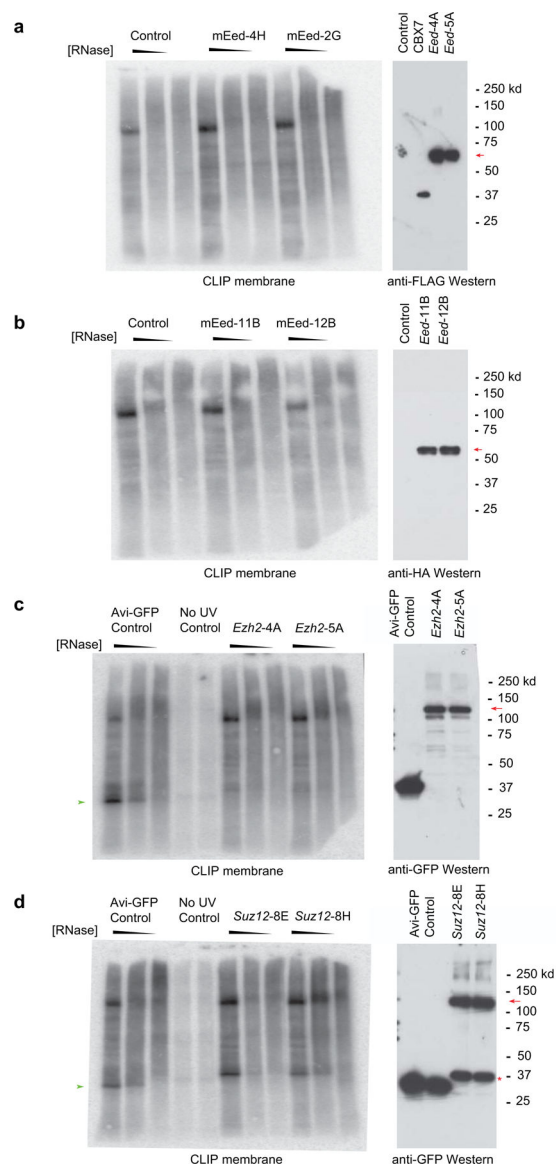 a
Control mEed-4H mEed-2G
[RNase]
Control
CBX7
Eed-4A
Eed-5A
- 250 kd
- 150
- 100
- 75
- 50
- 37
- 25
CLIP membrane
anti-FLAG Western
b
Control mEed-11B mEed-12B
[RNase]
Control
Eed-11B
Eed-12B
- 250 kd
- 150
- 100
- 75
- 50
- 37
- 25
CLIP membrane
anti-HA Western
c
Avi-GFP Control
No UV Control
Ezh2-4A Ezh2-5A
[RNase]
Avi-GFP
Control
Ezh2-4A
Ezh2-5A
- 250 kd
- 150
- 100
- 75
- 50
- 37
- 25
CLIP membrane
anti-GFP Western
d
Avi-GFP Control
No UV Control
Suz12-8E Suz12-8H
[RNase]
Avi-GFP
Control
Suz12-8E
Suz12-8H
- 250 kd
- 150
- 100
- 75
- 50
- 37
*
- 25
CLIP membrane
anti-GFP Western